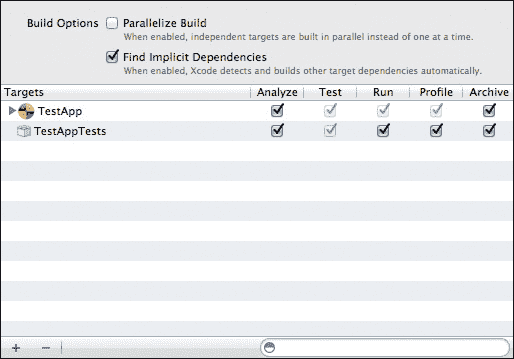 Build Options Parallelize Build
When enabled, independent targets are built in parallel instead of one at a time.
Find Implicit Dependencies
When enabled, Xcode detects and builds other target dependencies automatically.
Targets Analyze Test Run Profile Archive
TestApp
TestAppTests